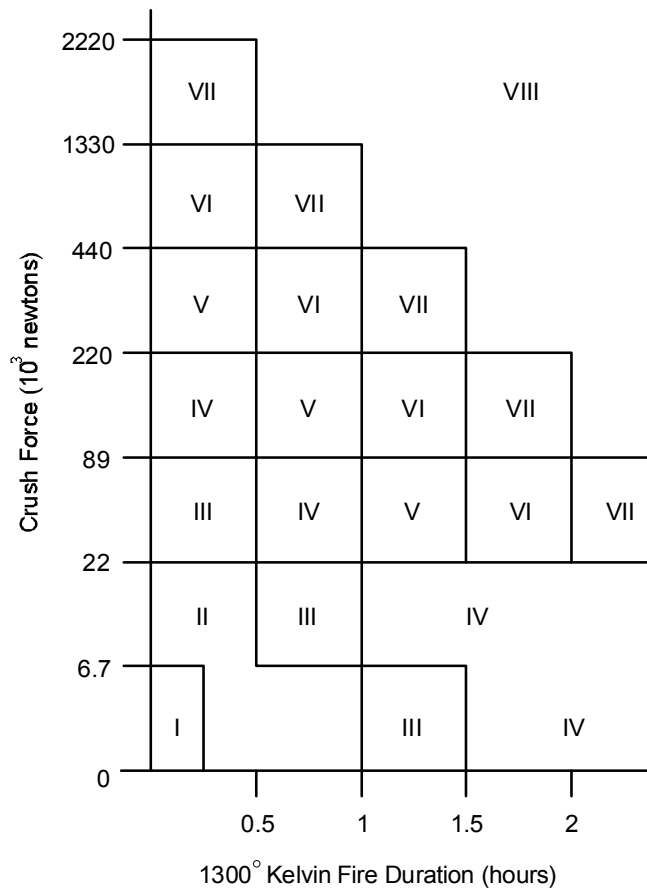 2220
VII
VIII
1330
VI
VII
440
V
VI
VII
220
IV
V
VI
VII
89
III
IV
V
VI
VII
22
II
III
IV
6.7
I
III
IV
0
0.5
1
1.5
2
Crush Force (10³ newtons)
1300° Kelvin Fire Duration (hours)